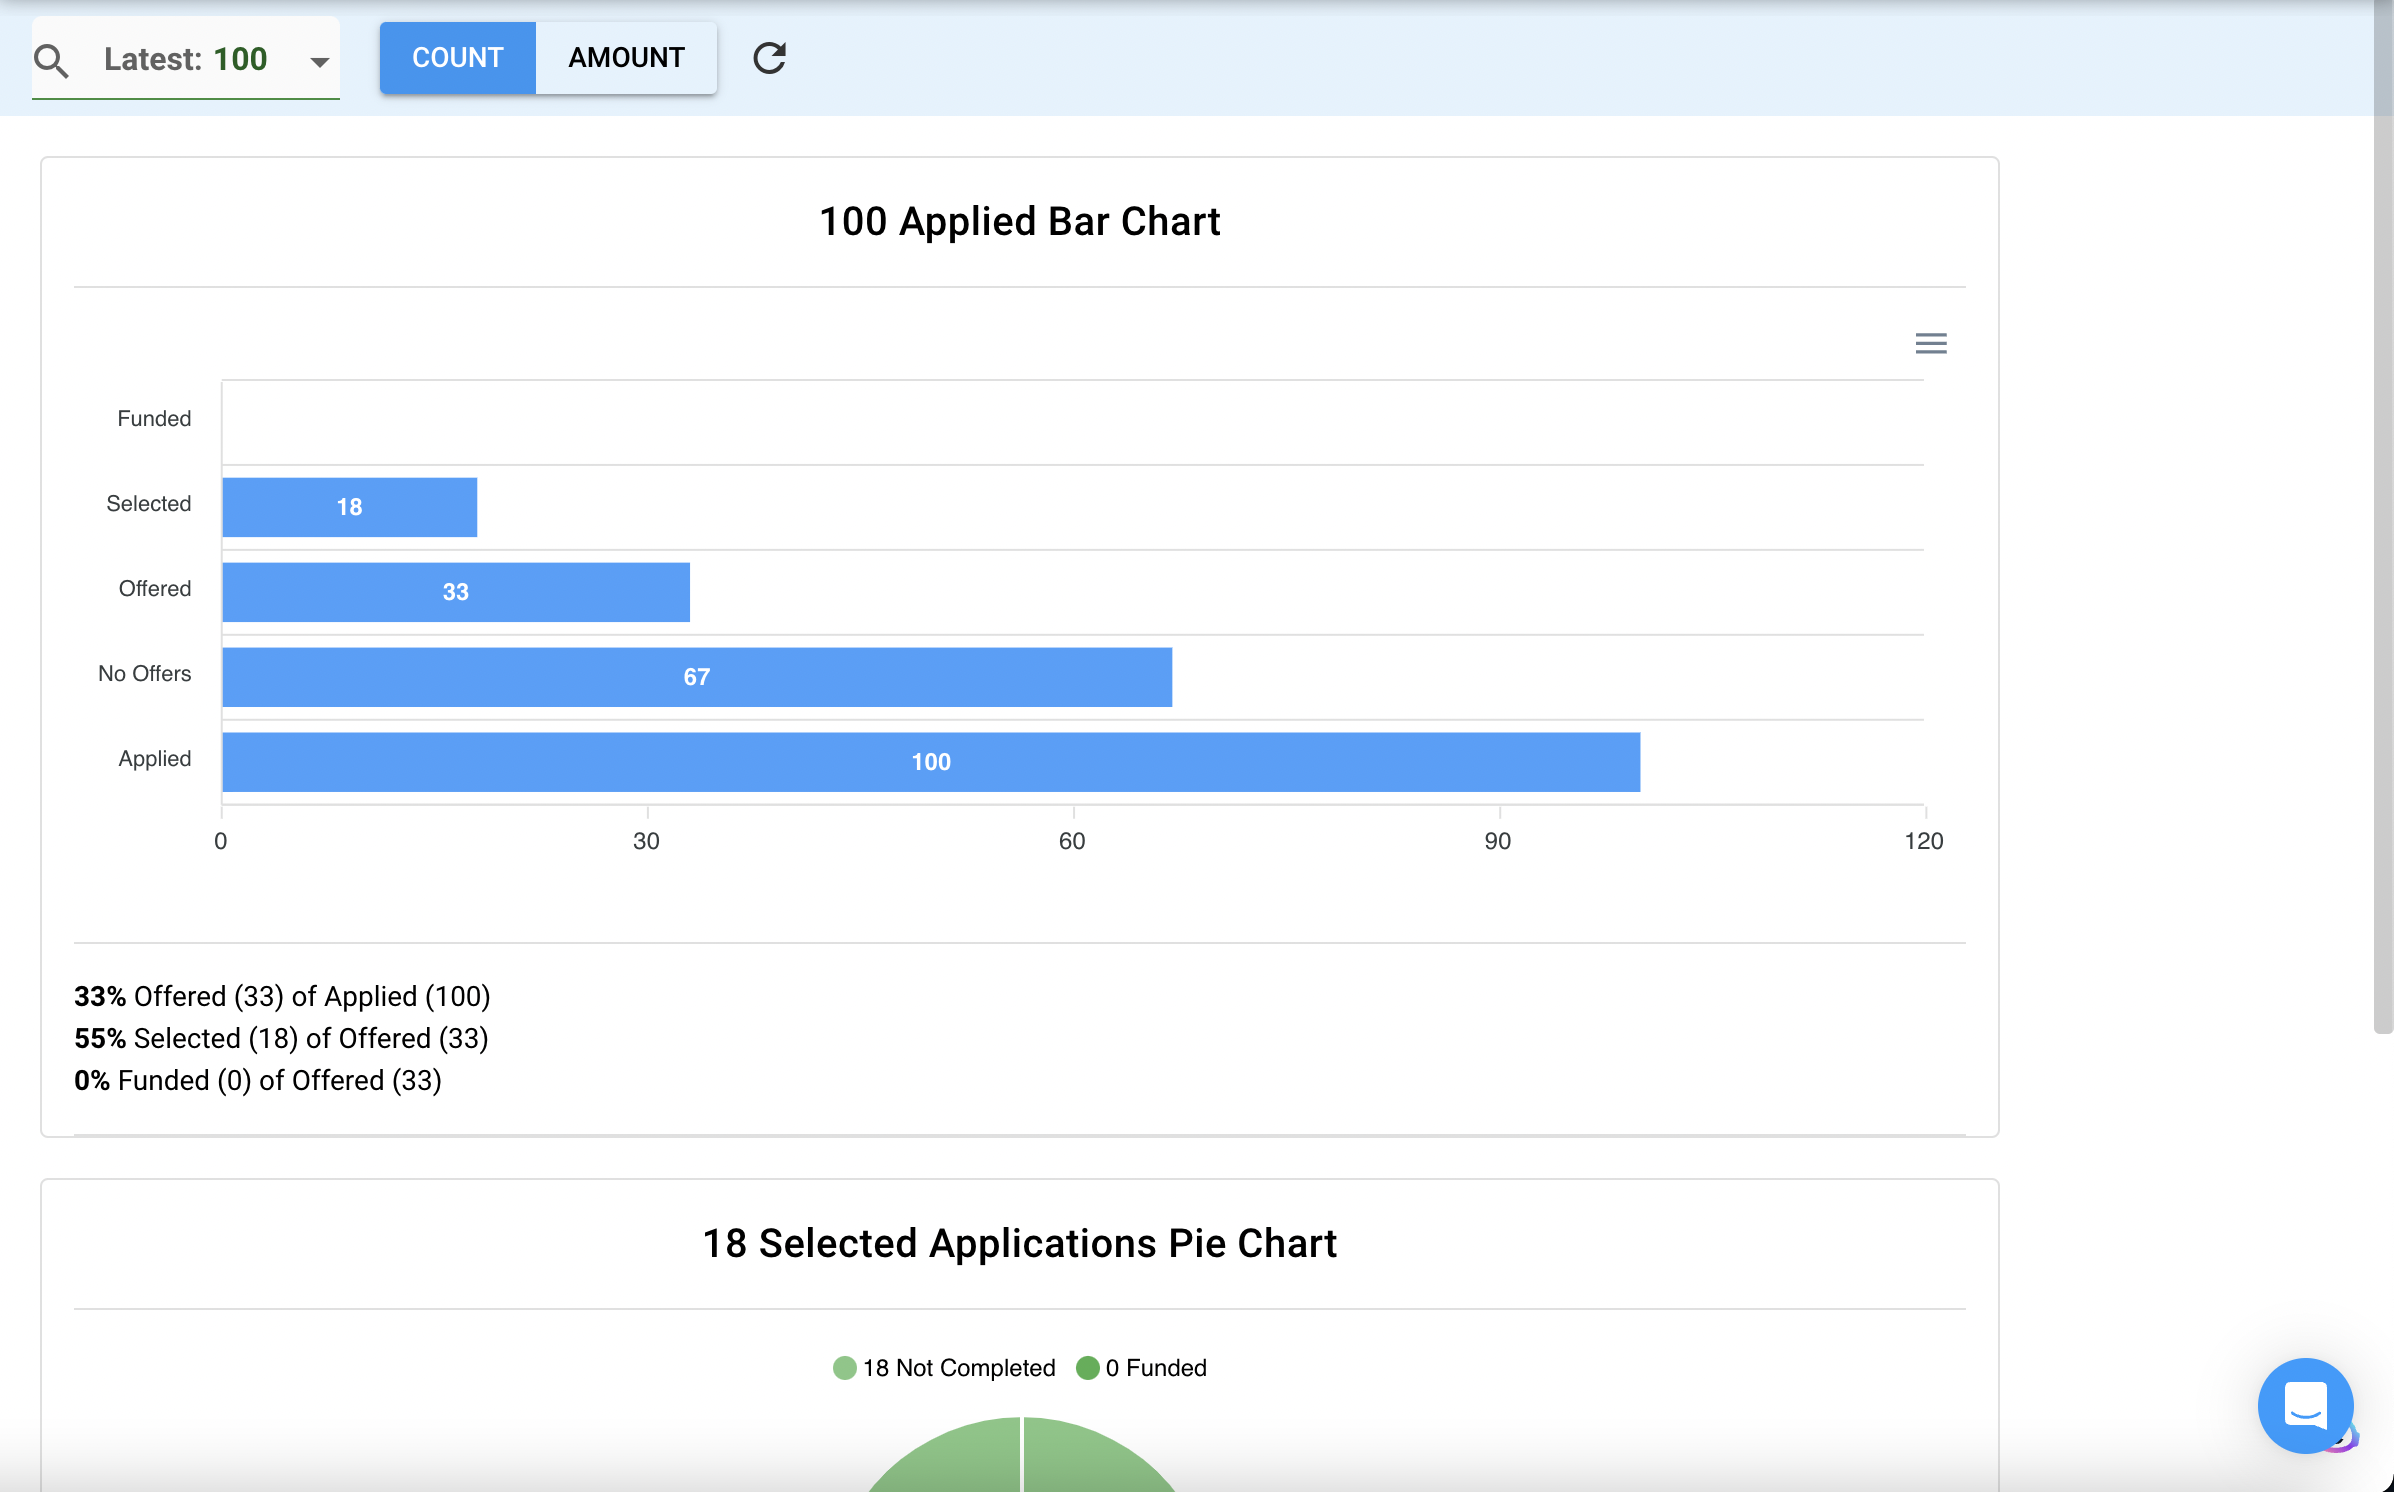 Latest: 100
COUNT
AMOUNT
100 Applied Bar Chart
Funded
Selected
18
Offered
33
No Offers
67
Applied
100
0
30
60
90
120
33% Offered (33) of Applied (100)
55% Selected (18) of Offered (33)
0% Funded (0) of Offered (33)
18 Selected Applications Pie Chart
18 Not Completed
0 Funded